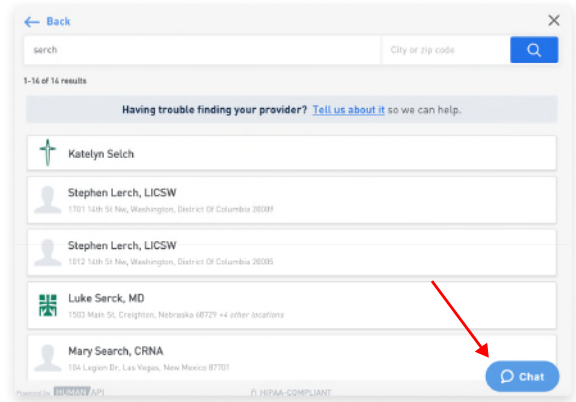 Back
serch
City or zip code
1-14 of 14 results
Having trouble finding your provider? Tell us about it so we can help.
Katelyn Selch
Stephen Lerch, LICSW
1701 14th St Nw, Washington, District Of Columbia 20009
Stephen Lerch, LICSW
1012 14th St Nw, Washington, District Of Columbia 20005
Luke Serck, MD
1503 Main St, Creighton, Nebraska 68729 +4 other locations
Mary Search, CRNA
104 Legion Dr, Las Vegas, New Mexico 87701
Chat
Powered by HUMAN API
HIPAA-COMPLIANT